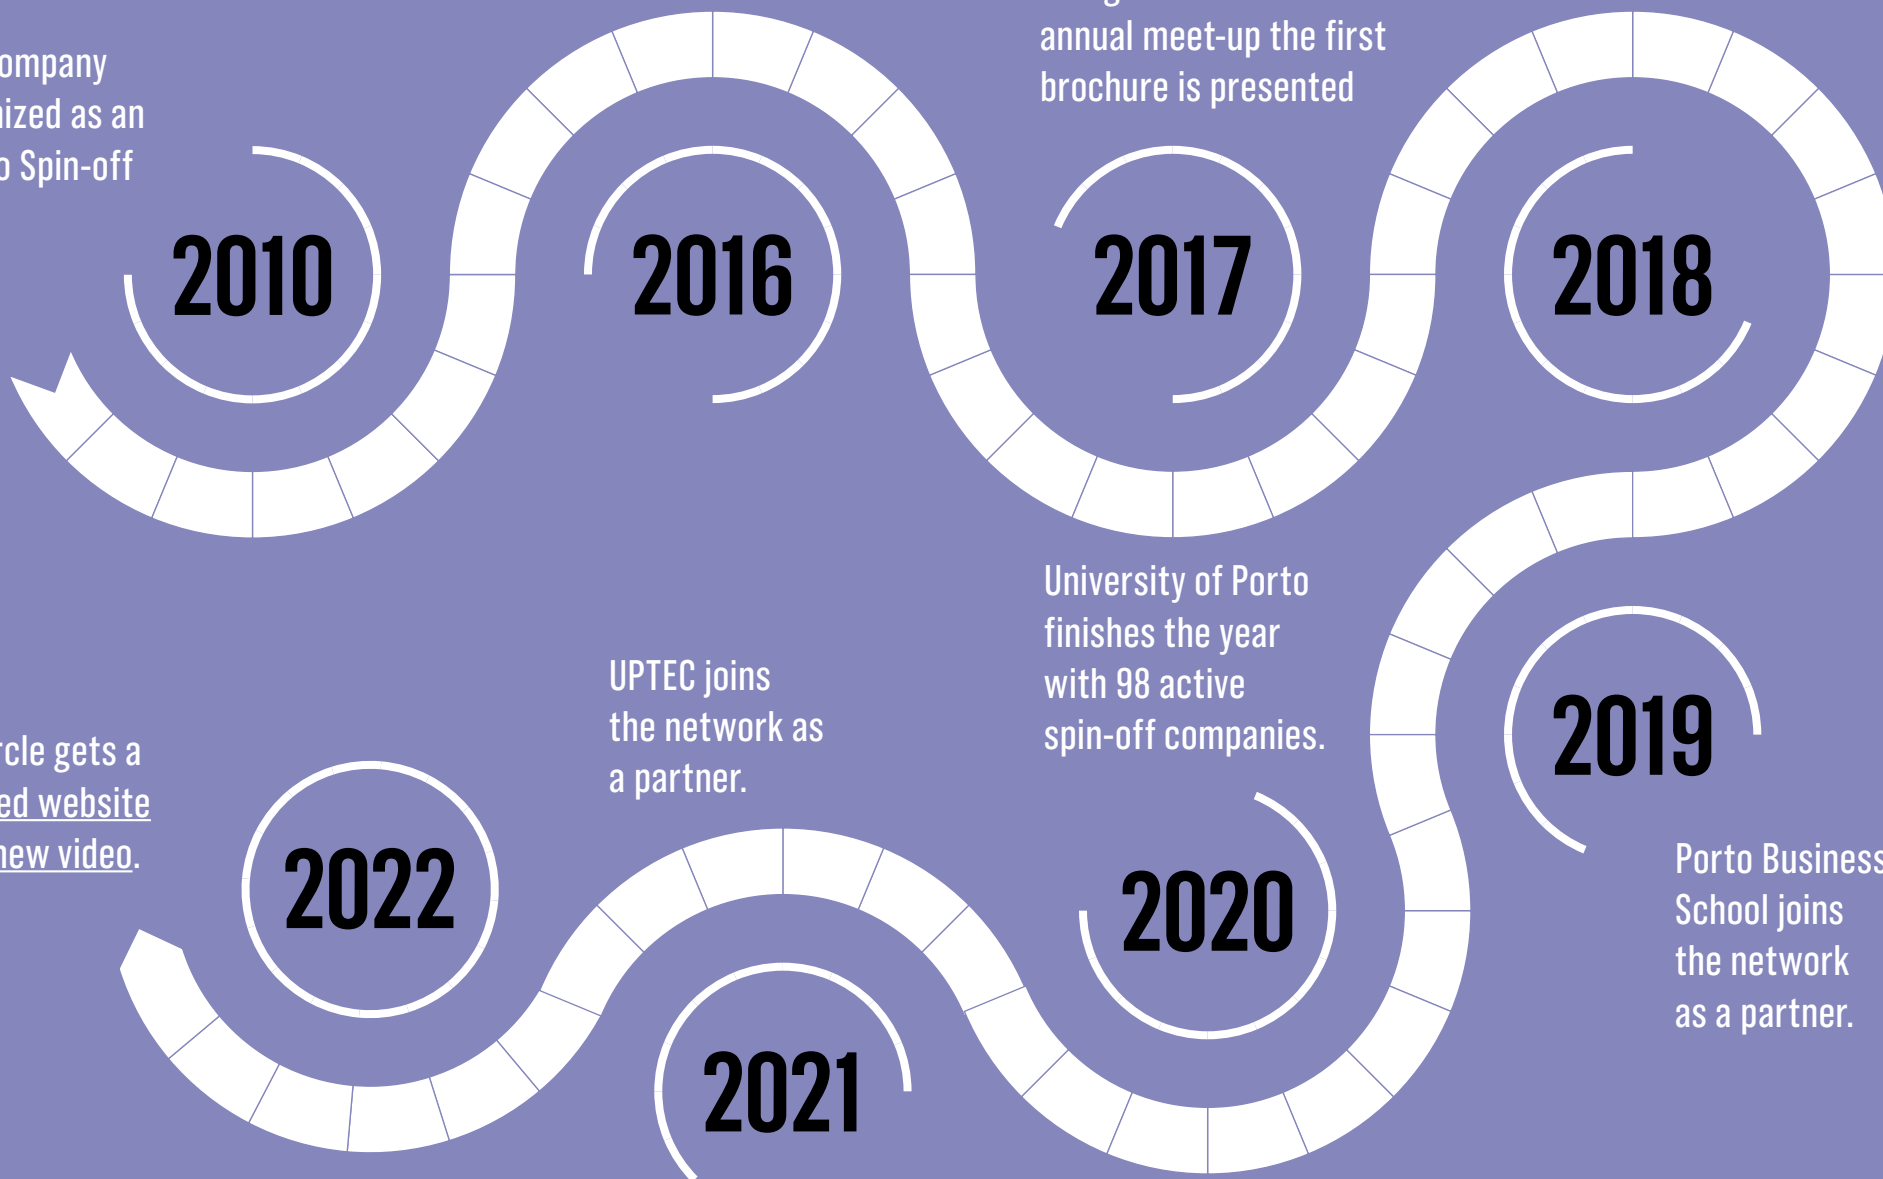 ompany
nized as an
o Spin-off
2010
2016
annual meet-up the first
brochure is presented
2017
2018
2019
Porto Business
School joins
the network
as a partner.
University of Porto
finishes the year
with 98 active
spin-off companies.
2020
UPTEC joins
the network as
a partner.
2021
rcle gets a
ed website
new video.
2022